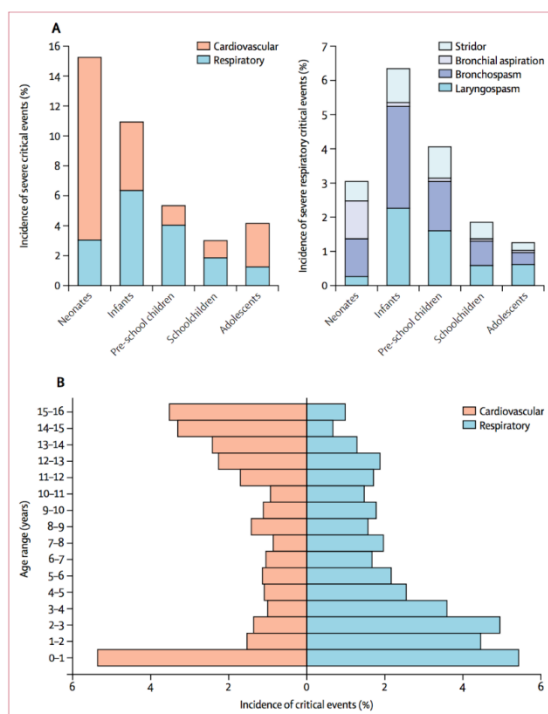 A
Incidence of severe critical events (%)
16
14
12
10
8
6
4
2
0
Cardiovascular
Respiratory
Neonates
Infants
Pre-school children
Schoolchildren
Adolescents
Incidence of severe respiratory critical events (%)
7
6
5
4
3
2
1
0
Stridor
Bronchial aspiration
Bronchospasm
Laryngospasm
Neonates
Infants
Pre-school children
Schoolchildren
Adolescents
B
Age range (years)
15–16
14–15
13–14
12–13
11–12
10–11
9–10
8–9
7–8
6–7
5–6
4–5
3–4
2–3
1–2
0–1
Cardiovascular
Respiratory
6
4
2
0
2
4
6
Incidence of critical events (%)